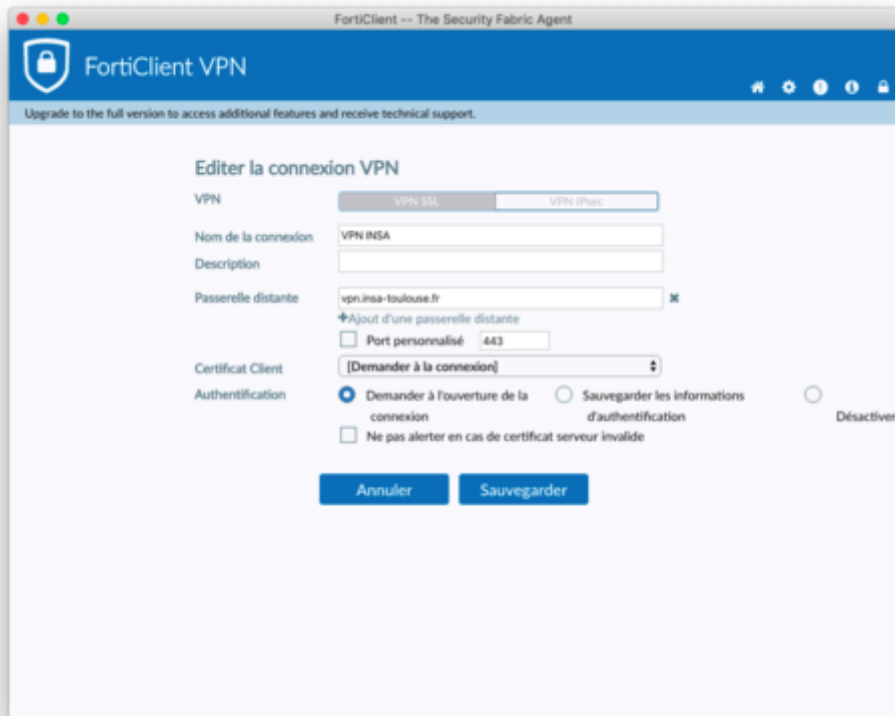 FortiClient -- The Security Fabric Agent
FortiClient VPN
Upgrade to the full version to access additional features and receive technical support.
Editer la connexion VPN
VPN VPN SSL VPN IPsec
Nom de la connexion VPN INSA
Description
Passerelle distante vpn.insa-toulouse.fr
+Ajout d'une passerelle distante
Port personnalisé 443
Certificat Client [Demander à la connexion]
Authentification Demander à l'ouverture de la Sauvegarder les informations
connexion d'authentification Désactiver
Ne pas alerter en cas de certificat serveur invalide
Annuler Sauvegarder